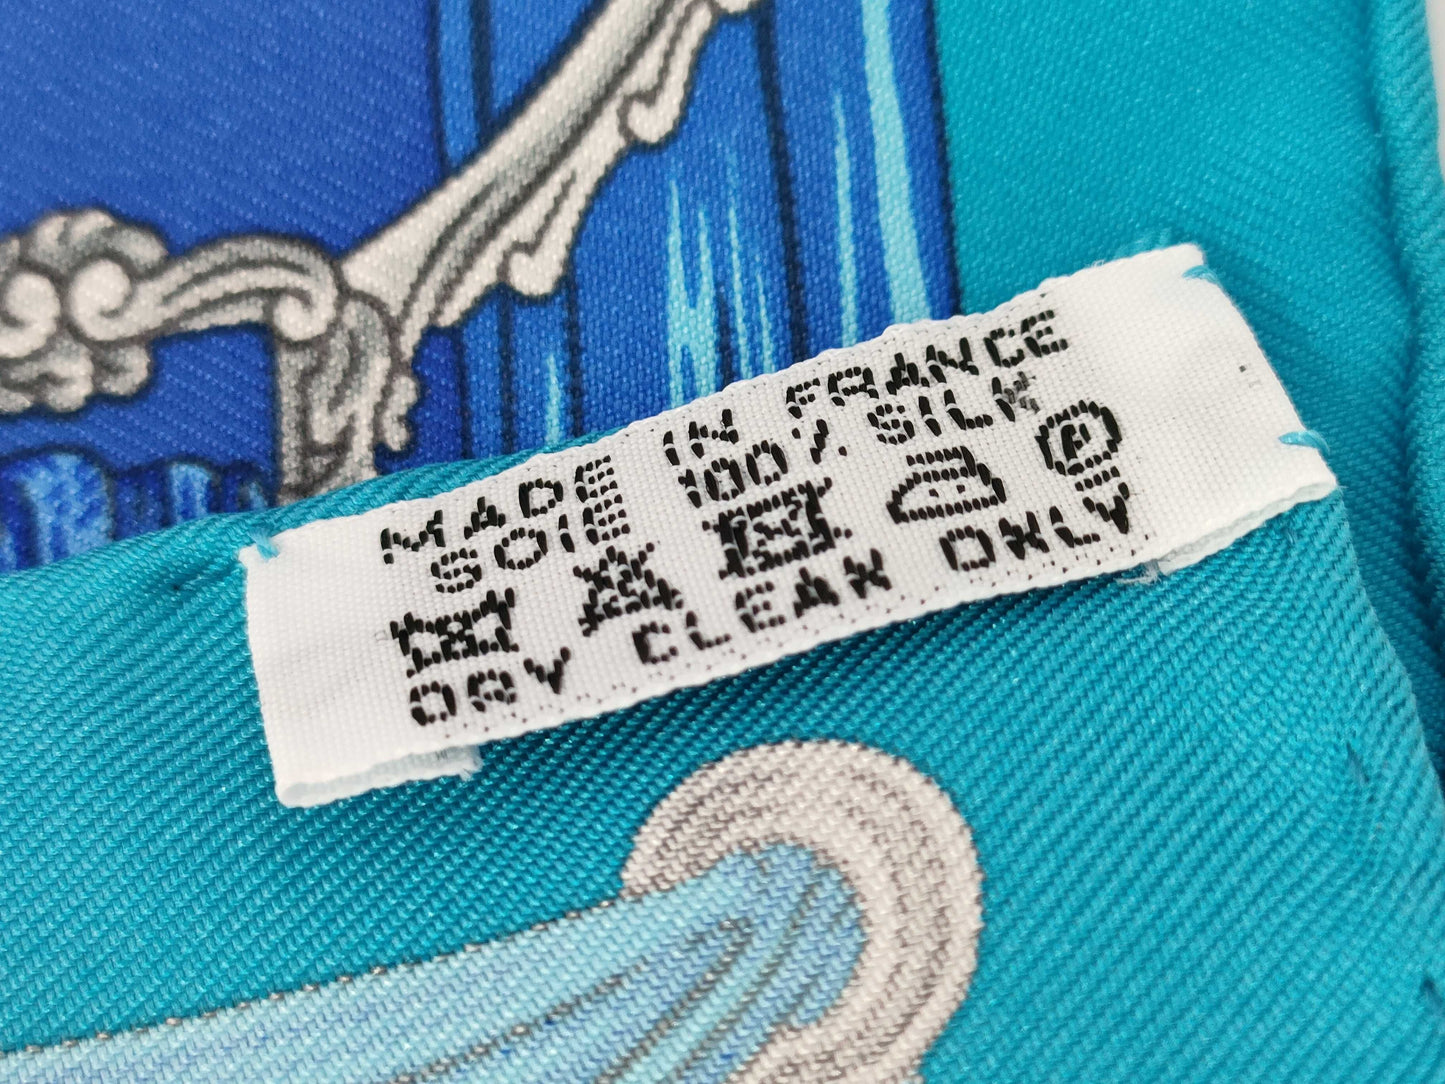 MADE IN FRANCE
SOIE 100% SILK
P
DRY CLEAN ONLY